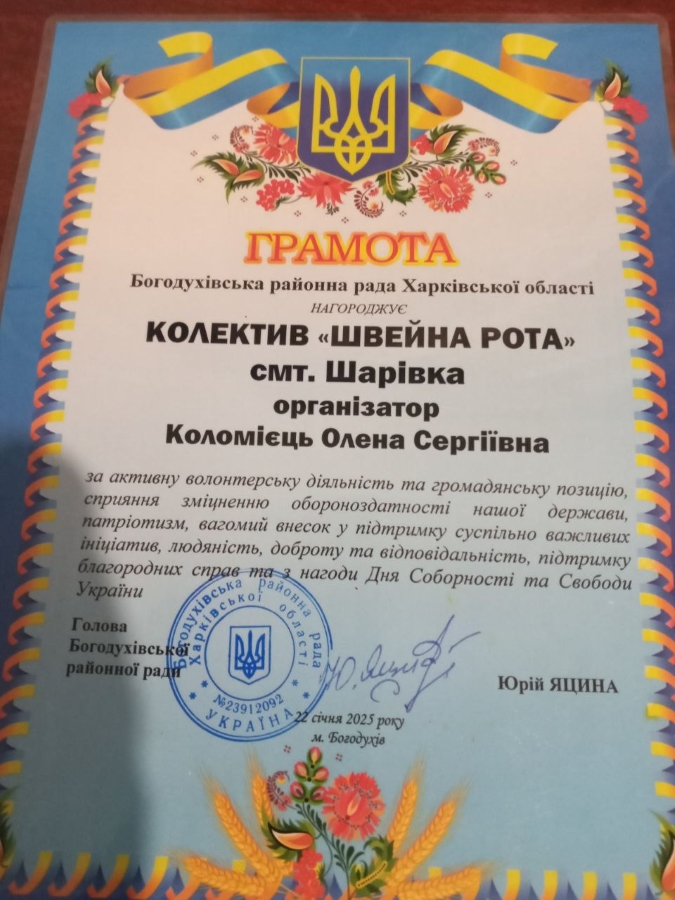 ГРАМОТА
Богодухівська районна рада Харківської області
НАГОРОДЖУЄ
КОЛЕКТИВ «ШВЕЙНА РОТА»
смт. Шарівка
організатор
Коломієць Олена Сергіївна
за активну волонтерську діяльність та громадянську позицію,
сприяння зміцненню обороноздатності нашої держави,
патріотизм, вагомий внесок у підтримку суспільно важливих
ініціатив, людяність, доброту та відповідальність, підтримку
благородних справ та з нагоди Дня Соборності та Свободи
України
Голова
Богодухівської
районної ради
Юрій ЯЦИНА
Богодухівська районна рада
Харківської області
№23912092
* УКРАЇНА *
22 січня 2025 року
м. Богодухів